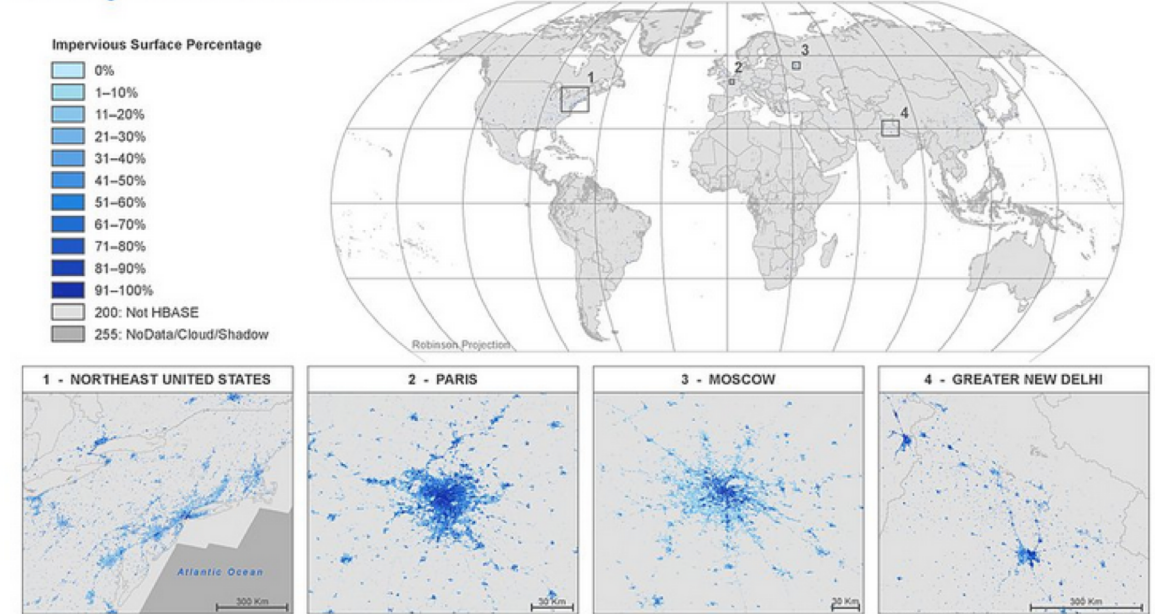 Impervious Surface Percentage
0%
1–10%
11–20%
21–30%
31–40%
41–50%
51–60%
61–70%
71–80%
81–90%
91–100%
200: Not HBASE
255: NoData/Cloud/Shadow
1
2
3
4
Robinson Projection
1 - NORTHEAST UNITED STATES
2 - PARIS
3 - MOSCOW
4 - GREATER NEW DELHI
Atlantic Ocean
300 Km
30 Km
30 Km
300 Km